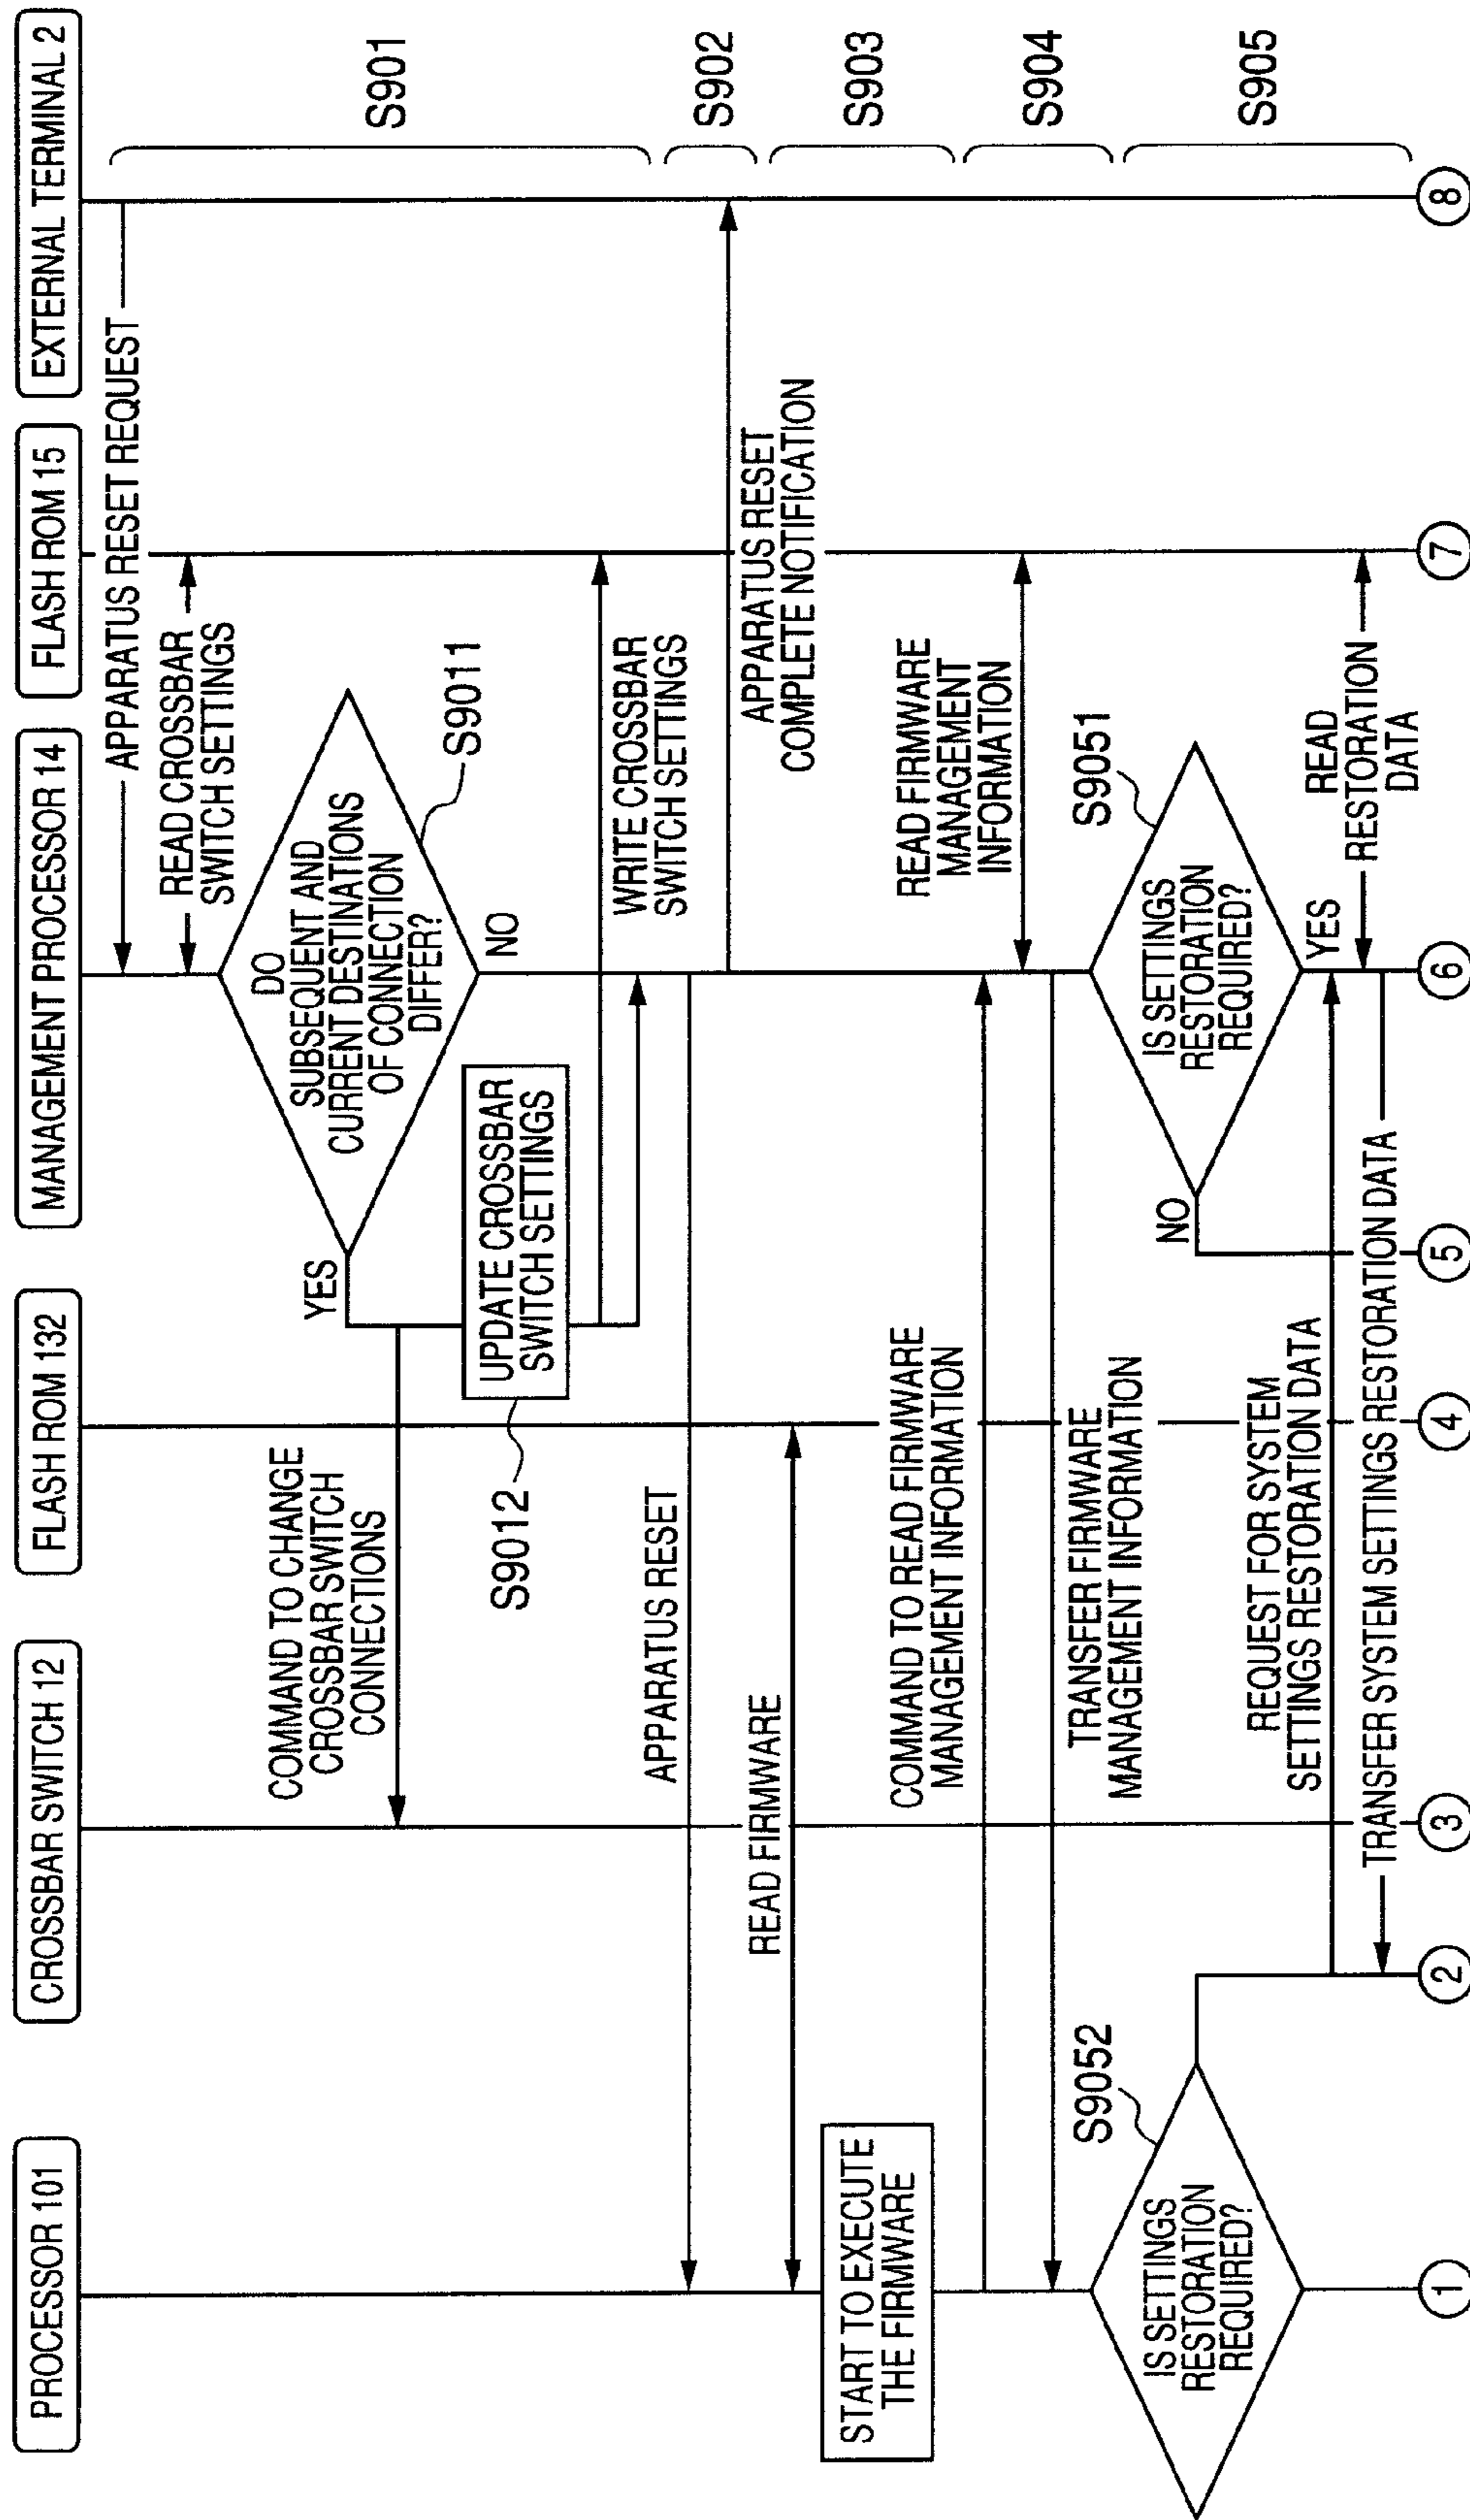 PROCESSOR 101
CROSSBAR SWITCH 12
FLASH ROM 132
MANAGEMENT PROCESSOR 14
FLASH ROM 15
EXTERNAL TERMINAL 2
APPARATUS RESET REQUEST
READ CROSSBAR
SWITCH SETTINGS
S901
DO
SUBSEQUENT AND
CURRENT DESTINATIONS
OF CONNECTION
DIFFER?
S9011
YES
NO
COMMAND TO CHANGE
CROSSBAR SWITCH
CONNECTIONS
UPDATE CROSSBAR
SWITCH SETTINGS
S9012
WRITE CROSSBAR
SWITCH SETTINGS
APPARATUS RESET
S902
APPARATUS RESET
COMPLETE NOTIFICATION
READ FIRMWARE
START TO EXECUTE
THE FIRMWARE
S903
COMMAND TO READ FIRMWARE
MANAGEMENT INFORMATION
READ FIRMWARE
MANAGEMENT
INFORMATION
S904
TRANSFER FIRMWARE
MANAGEMENT INFORMATION
S9052
IS SETTINGS
RESTORATION
REQUIRED?
S9051
IS SETTINGS
RESTORATION
REQUIRED?
NO
YES
S905
REQUEST FOR SYSTEM
SETTINGS RESTORATION DATA
READ
RESTORATION
DATA
TRANSFER SYSTEM SETTINGS RESTORATION DATA
1
2
3
4
5
6
7
8